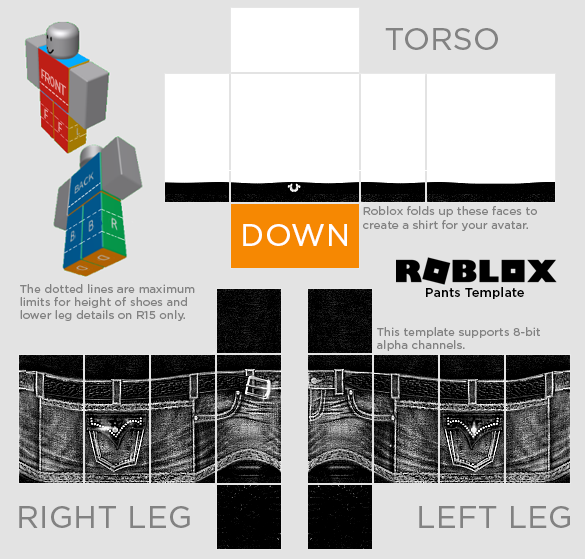 TORSO
FRONT
F
F
L
BACK
B
B
R
DOWN
Roblox folds up these faces to
create a shirt for your avatar.
The dotted lines are maximum
limits for height of shoes and
lower leg details on R15 only.
ROBLOX
Pants Template
This template supports 8-bit
alpha channels.
RIGHT LEG
LEFT LEG